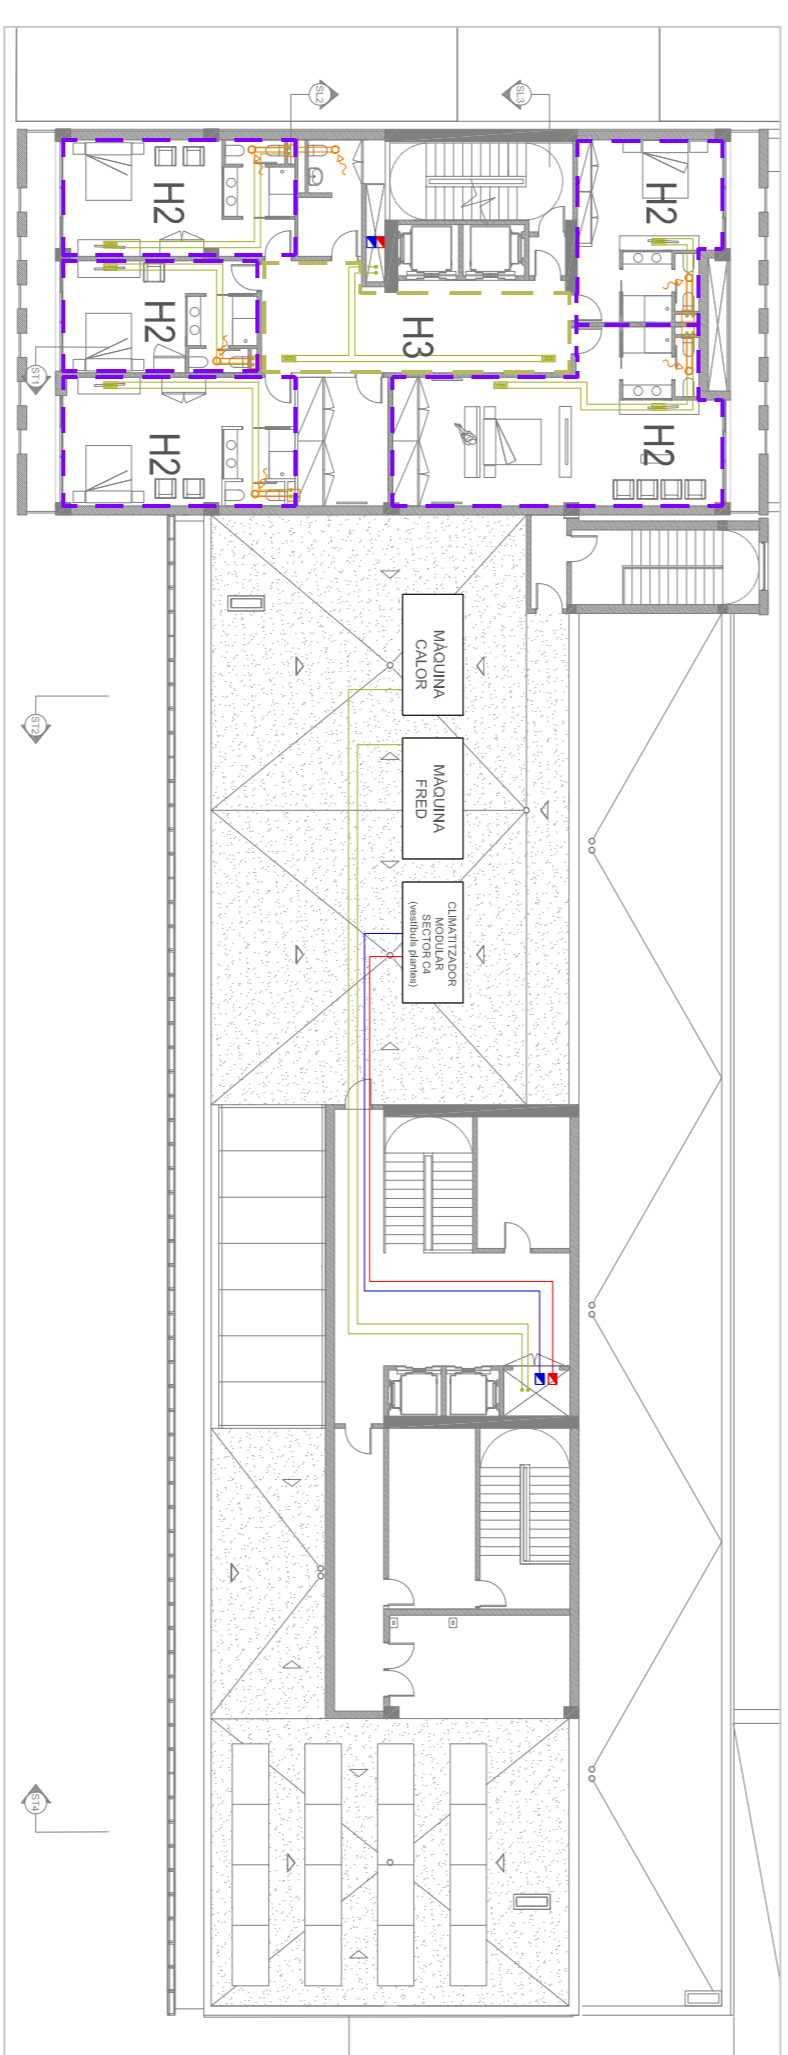 SL2
SL3
H2
H2
H2
H3
H2
H2
ST1
MÀQUINA
CALOR
ST2
MÀQUINA
FRED
CLIMATITZADOR
MODULAR
SECTOR C4
(vestíbuls plantes)
ST4